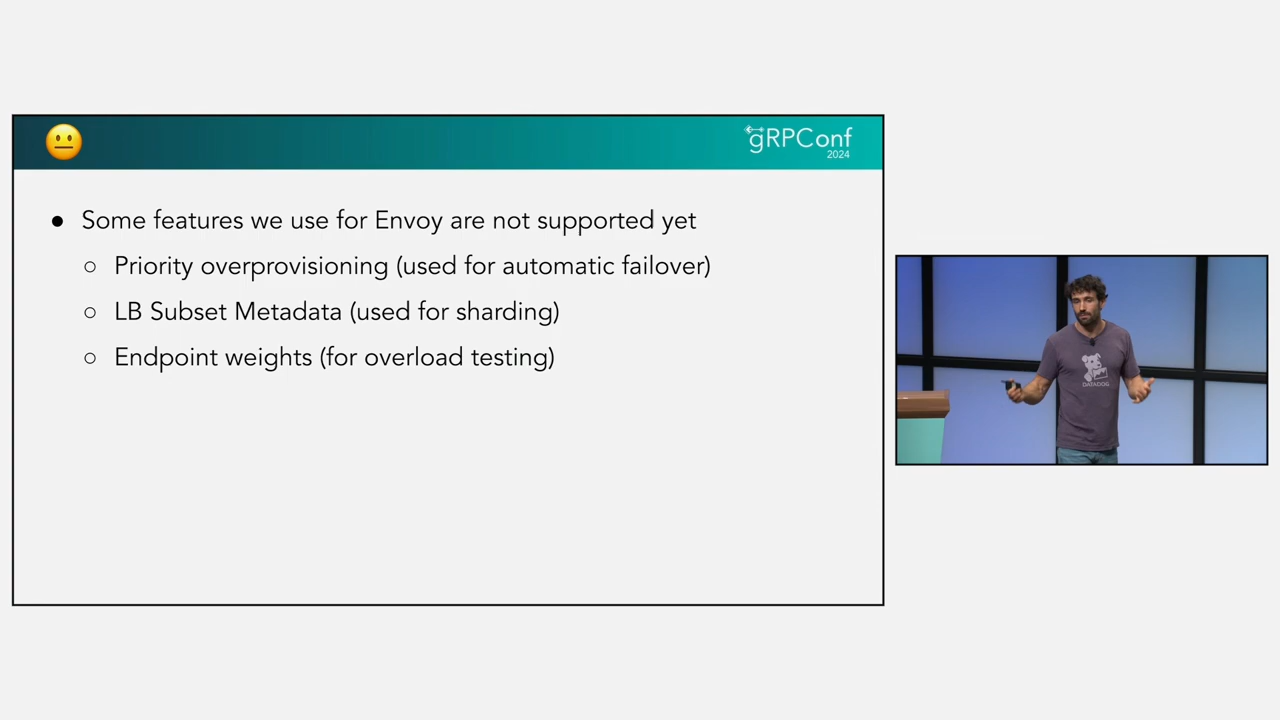 gRPConf
2024
● Some features we use for Envoy are not supported yet
○ Priority overprovisioning (used for automatic failover)
○ LB Subset Metadata (used for sharding)
○ Endpoint weights (for overload testing)
DATADOG